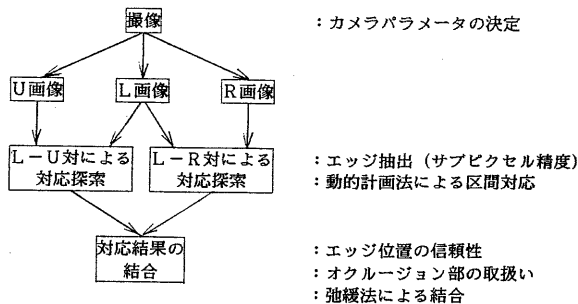 撮像
:カメラパラメータの決定
U画像
L画像
R画像
L-U対による
対応探索
L-R対による
対応探索
:エッジ抽出(サブピクセル精度)
:動的計画法による区間対応
対応結果の
結合
:エッジ位置の信頼性
:オクルージョン部の取扱い
:弛緩法による結合